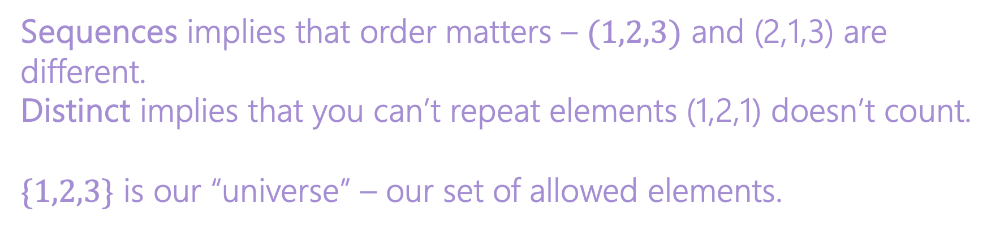 Sequences implies that order matters – (1,2,3) and (2,1,3) are
different.
Distinct implies that you can’t repeat elements (1,2,1) doesn’t count.
{1,2,3} is our “universe” – our set of allowed elements.